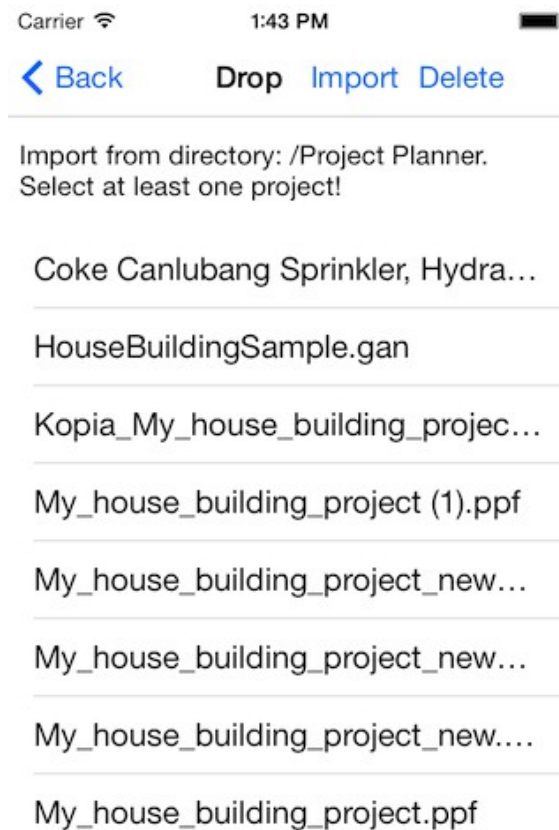 Carrier 1:43 PM
Back Drop Import Delete
Import from directory: /Project Planner.
Select at least one project!
Coke Canlubang Sprinkler, Hydra...
HouseBuildingSample.gan
Kopia_My_house_building_projec...
My_house_building_project (1).ppf
My_house_building_project_new...
My_house_building_project_new...
My_house_building_project_new....
My_house_building_project.ppf